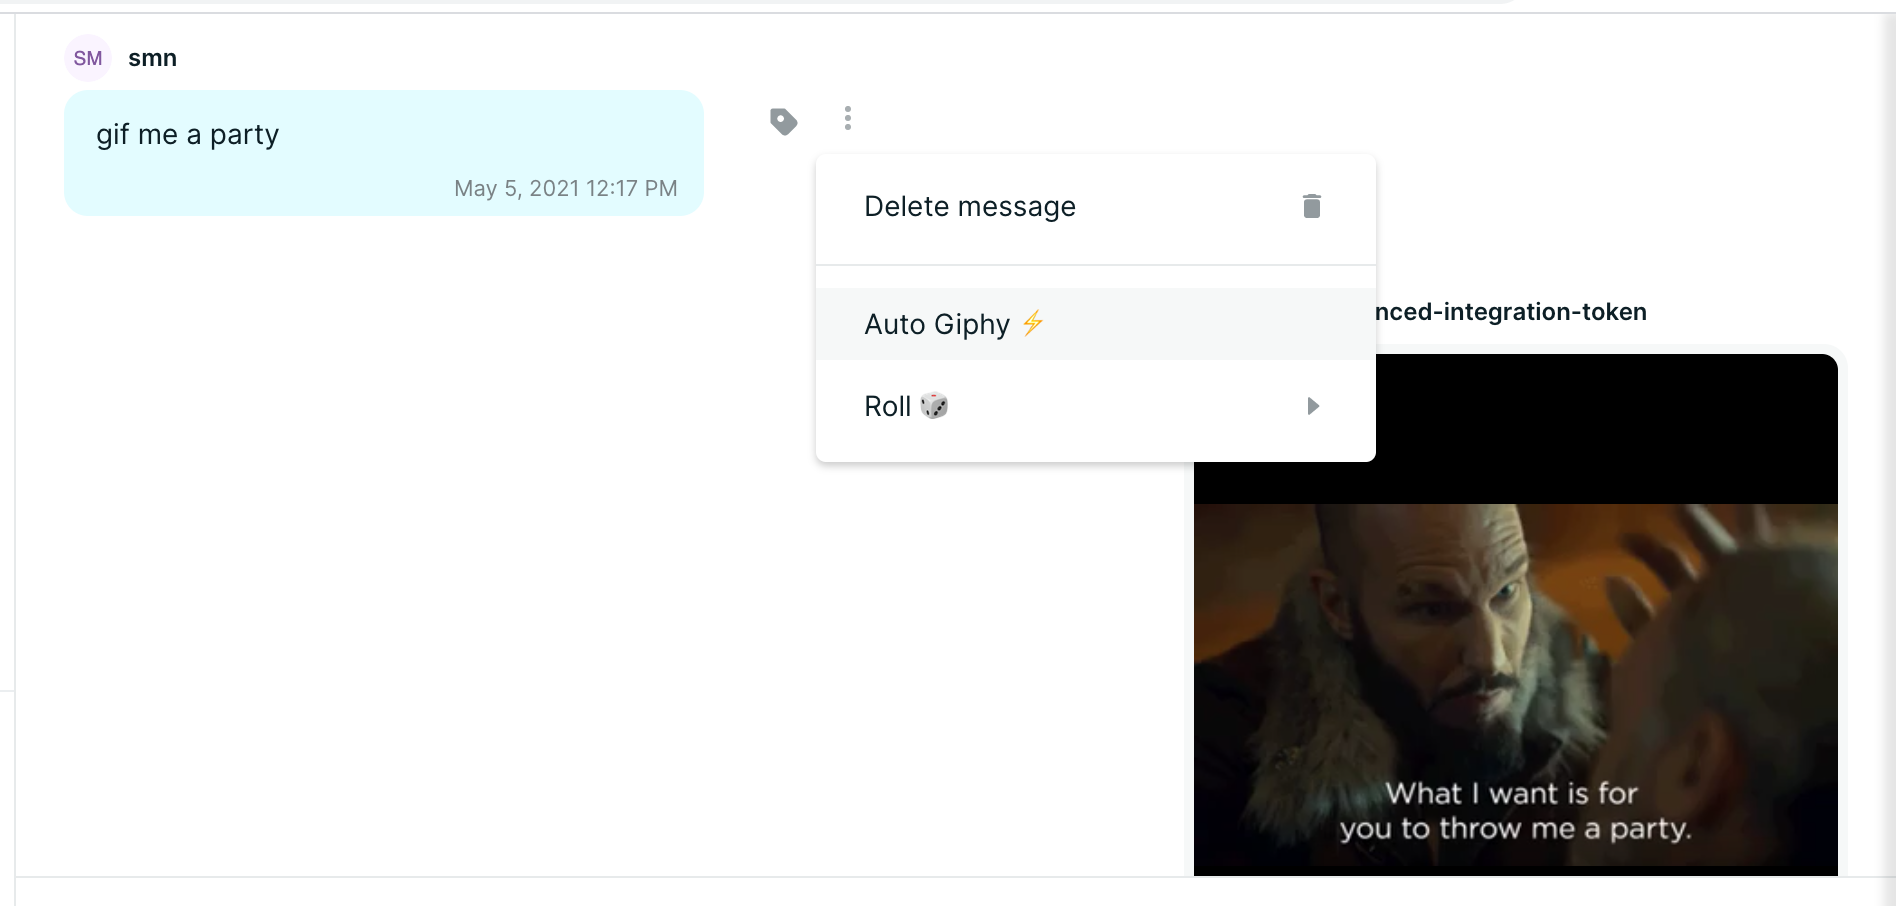 SM smn
gif me a party
May 5, 2021 12:17 PM
Delete message
Auto Giphy ⚡
Roll 🎲
nced-integration-token
What I want is for
you to throw me a party.